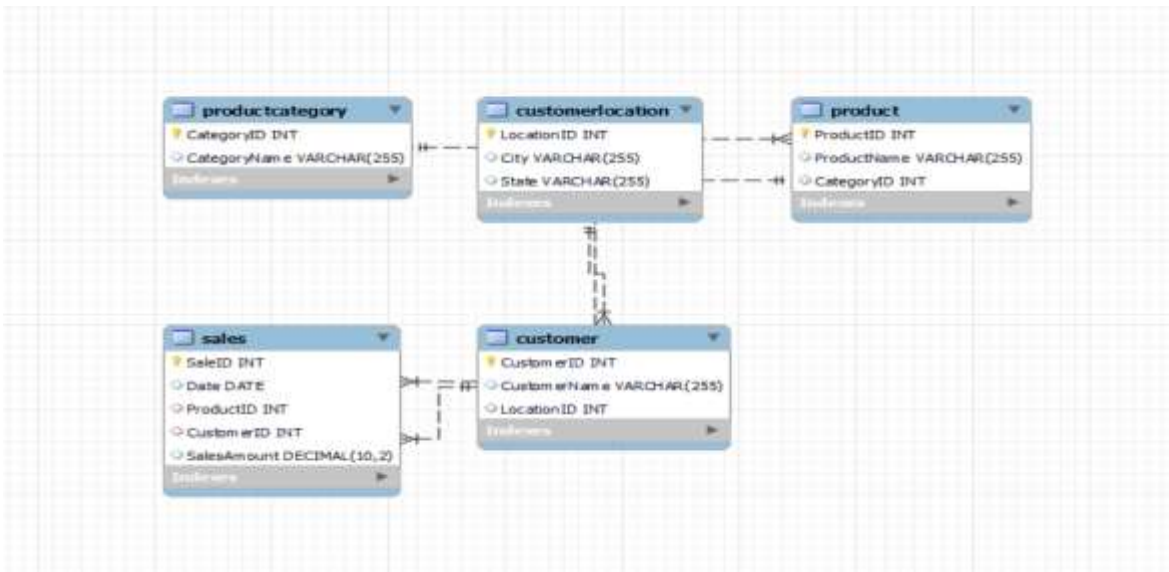 productcategory
CategoryID INT
CategoryName VARCHAR(255)
Indexes
customerlocation
LocationID INT
City VARCHAR(255)
State VARCHAR(255)
Indexes
product
ProductID INT
ProductName VARCHAR(255)
CategoryID INT
Indexes
sales
SaleID INT
Date DATE
ProductID INT
CustomerID INT
SalesAmount DECIMAL(10,2)
Indexes
customer
CustomerID INT
CustomerName VARCHAR(255)
LocationID INT
Indexes